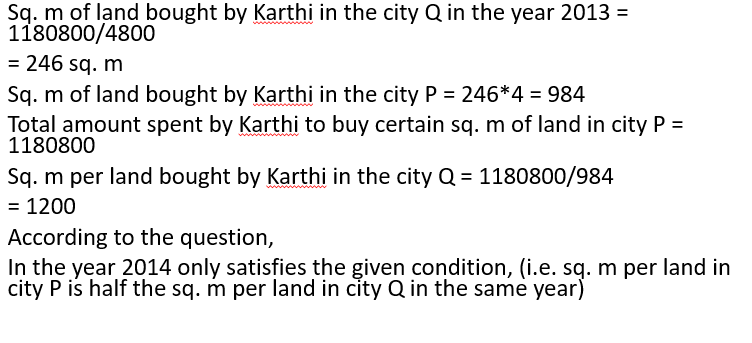 Sq. m of land bought by Karthi in the city Q in the year 2013 =
1180800/4800
= 246 sq. m
Sq. m of land bought by Karthi in the city P = 246*4 = 984
Total amount spent by Karthi to buy certain sq. m of land in city P =
1180800
Sq. m per land bought by Karthi in the city Q = 1180800/984
= 1200
According to the question,
In the year 2014 only satisfies the given condition, (i.e. sq. m per land in
city P is half the sq. m per land in city Q in the same year)